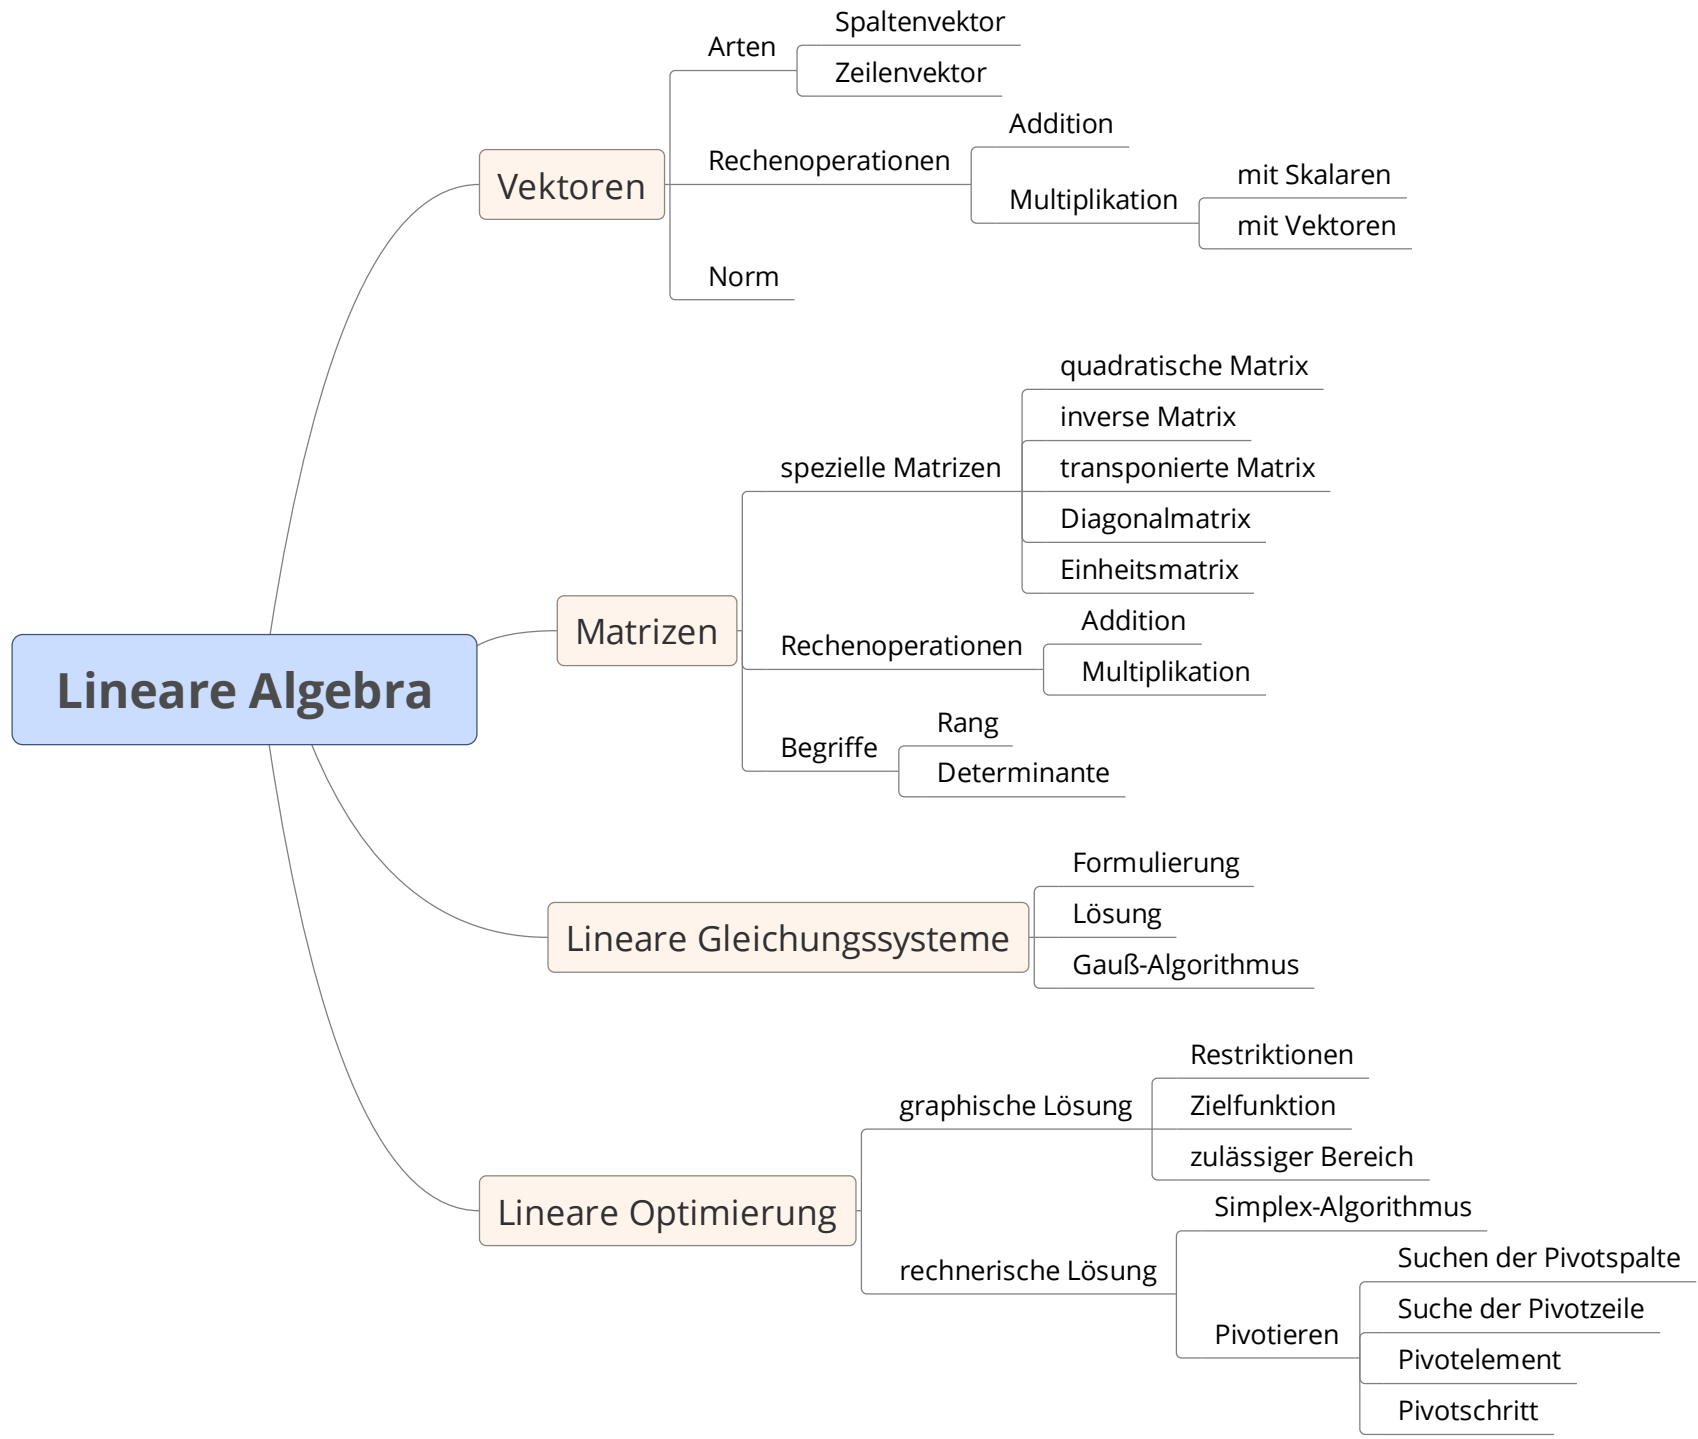 Lineare Algebra
Vektoren
Arten
Spaltenvektor
Zeilenvektor
Rechenoperationen
Addition
Multiplikation
mit Skalaren
mit Vektoren
Norm
Matrizen
spezielle Matrizen
quadratische Matrix
inverse Matrix
transponierte Matrix
Diagonalmatrix
Einheitsmatrix
Rechenoperationen
Addition
Multiplikation
Begriffe
Rang
Determinante
Lineare Gleichungssysteme
Formulierung
Lösung
Gauß-Algorithmus
Lineare Optimierung
graphische Lösung
Restriktionen
Zielfunktion
zulässiger Bereich
rechnerische Lösung
Simplex-Algorithmus
Pivotieren
Suchen der Pivotspalte
Suche der Pivotzeile
Pivotelement
Pivotschritt